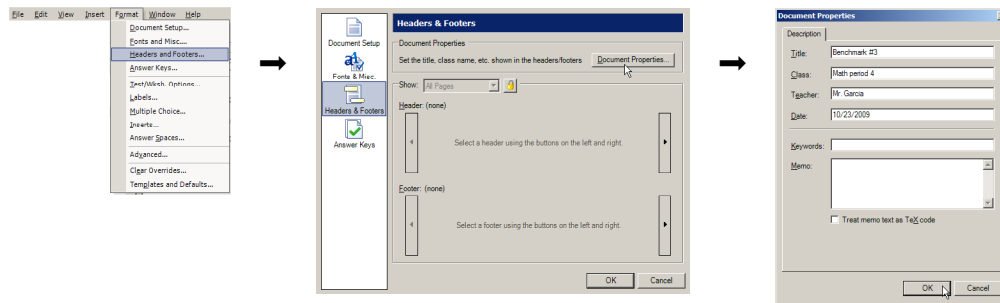 File Edit View Insert Format Window Help
Document Setup...
Fonts and Misc....
Headers and Footers...
Answer Keys...
Test/Wksh. Options...
Labels...
Multiple Choice...
Inserts...
Answer Spaces...
Advanced...
Clear Overrides...
Templates and Defaults...
Document Setup
Fonts & Misc.
Headers & Footers
Answer Keys
Headers & Footers
Document Properties
Set the title, class name, etc. shown in the headers/footers Document Properties...
Show: All Pages
Header: (none)
Select a header using the buttons on the left and right.
Footer: (none)
Select a footer using the buttons on the left and right.
OK Cancel
Document Properties
Description
Title: Benchmark #3
Class: Math period 4
Teacher: Mr. Garcia
Date: 10/23/2009
Keywords:
Memo:
Treat memo text as TeX code
OK Cancel